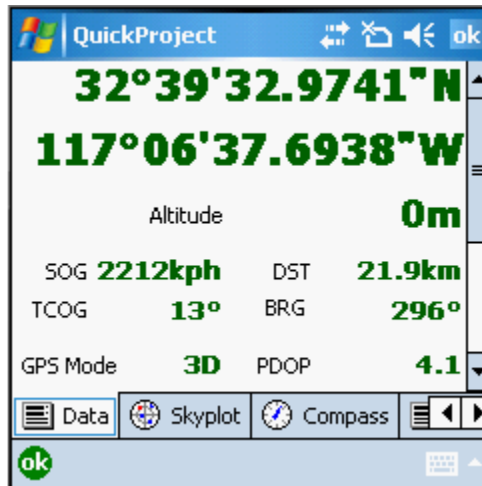 QuickProject ok
32°39'32.9741"N
117°06'37.6938"W
Altitude 0m
SOG 2212kph DST 21.9km
TCOG 13° BRG 296°
GPS Mode 3D PDOP 4.1
Data Skyplot Compass
ok